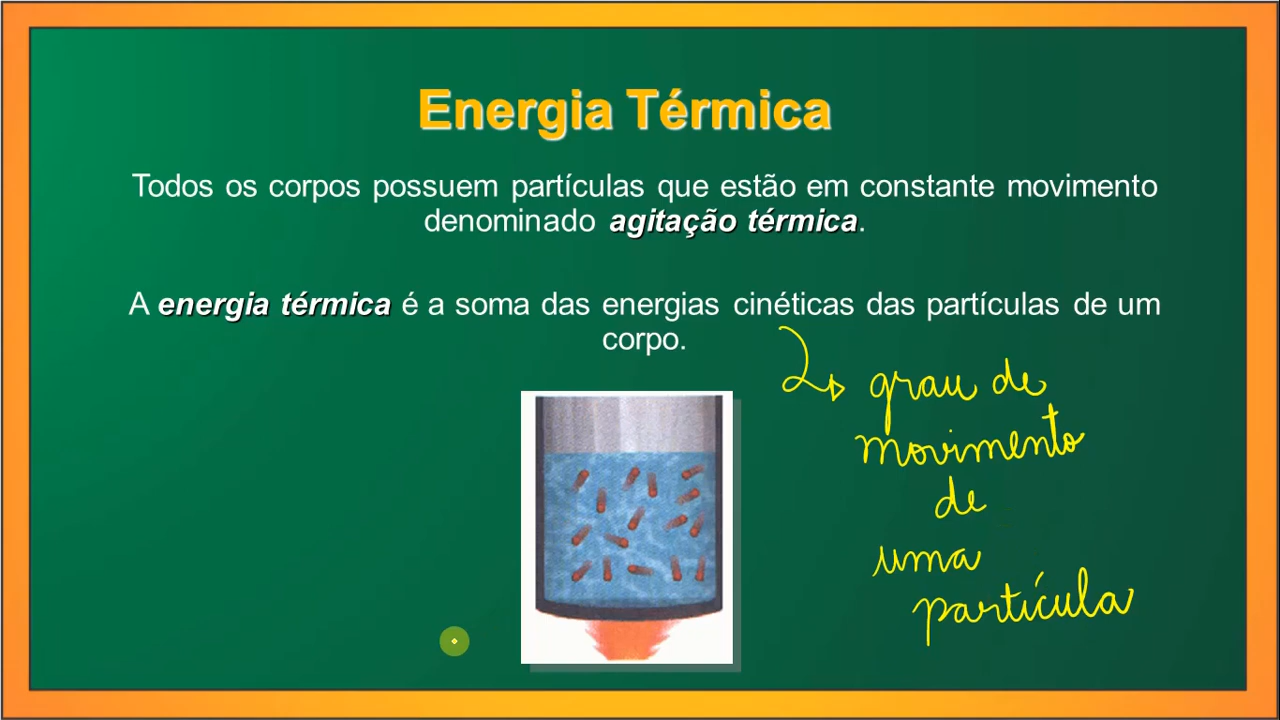 Energia Térmica
Todos os corpos possuem partículas que estão em constante movimento
denominado agitação térmica.
A energia térmica é a soma das energias cinéticas das partículas de um
corpo.
grau de
movimento
de
uma
partícula